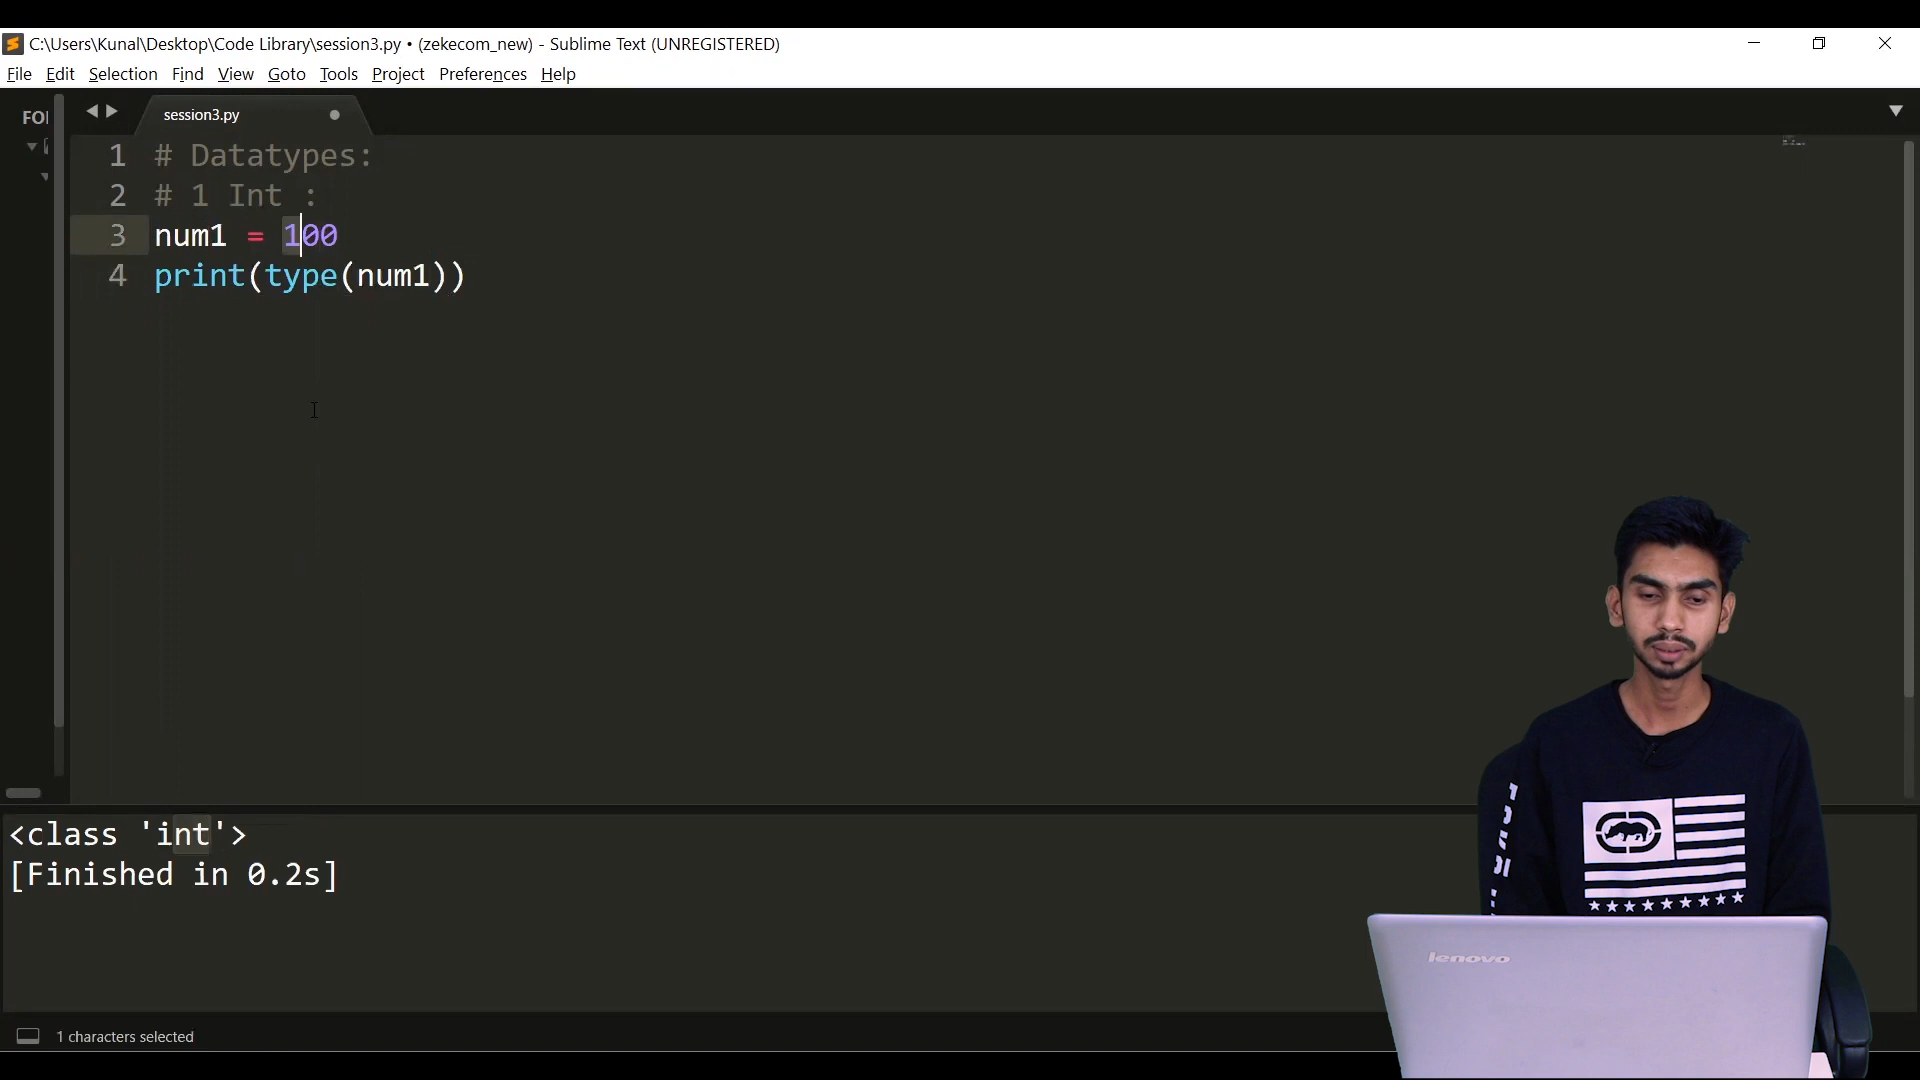 C:\Users\Kunal\Desktop\Code Library\session3.py • (zekecom_new) - Sublime Text (UNREGISTERED)
File Edit Selection Find View Goto Tools Project Preferences Help
session3.py
1 # Datatypes:
2 # 1 Int :
3 num1 = 100
4 print(type(num1))
<class 'int'>
[Finished in 0.2s]
lenovo
1 characters selected